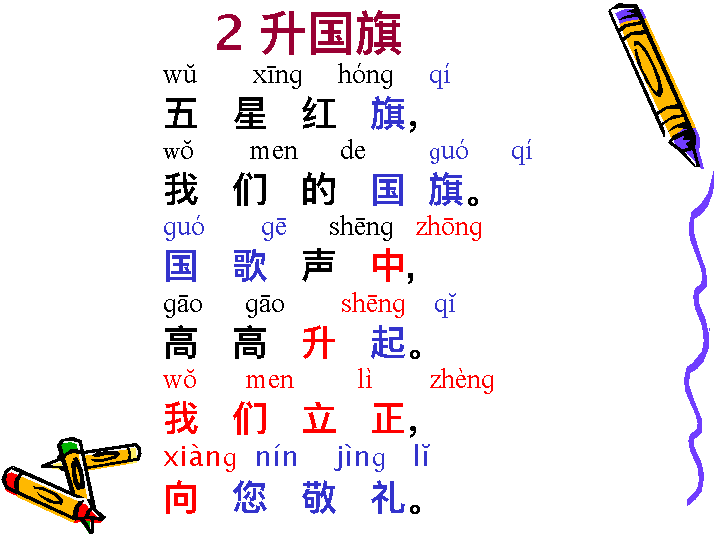 2 升国旗
wǔ xīng hóng qí
五 星 红 旗，
wǒ men de guó qí
我 们 的 国 旗。
guó gē shēng zhōng
国 歌 声 中，
gāo gāo shēng qǐ
高 高 升 起。
wǒ men lì zhèng
我 们 立 正，
xiàng nín jìng lǐ
向 您 敬 礼。